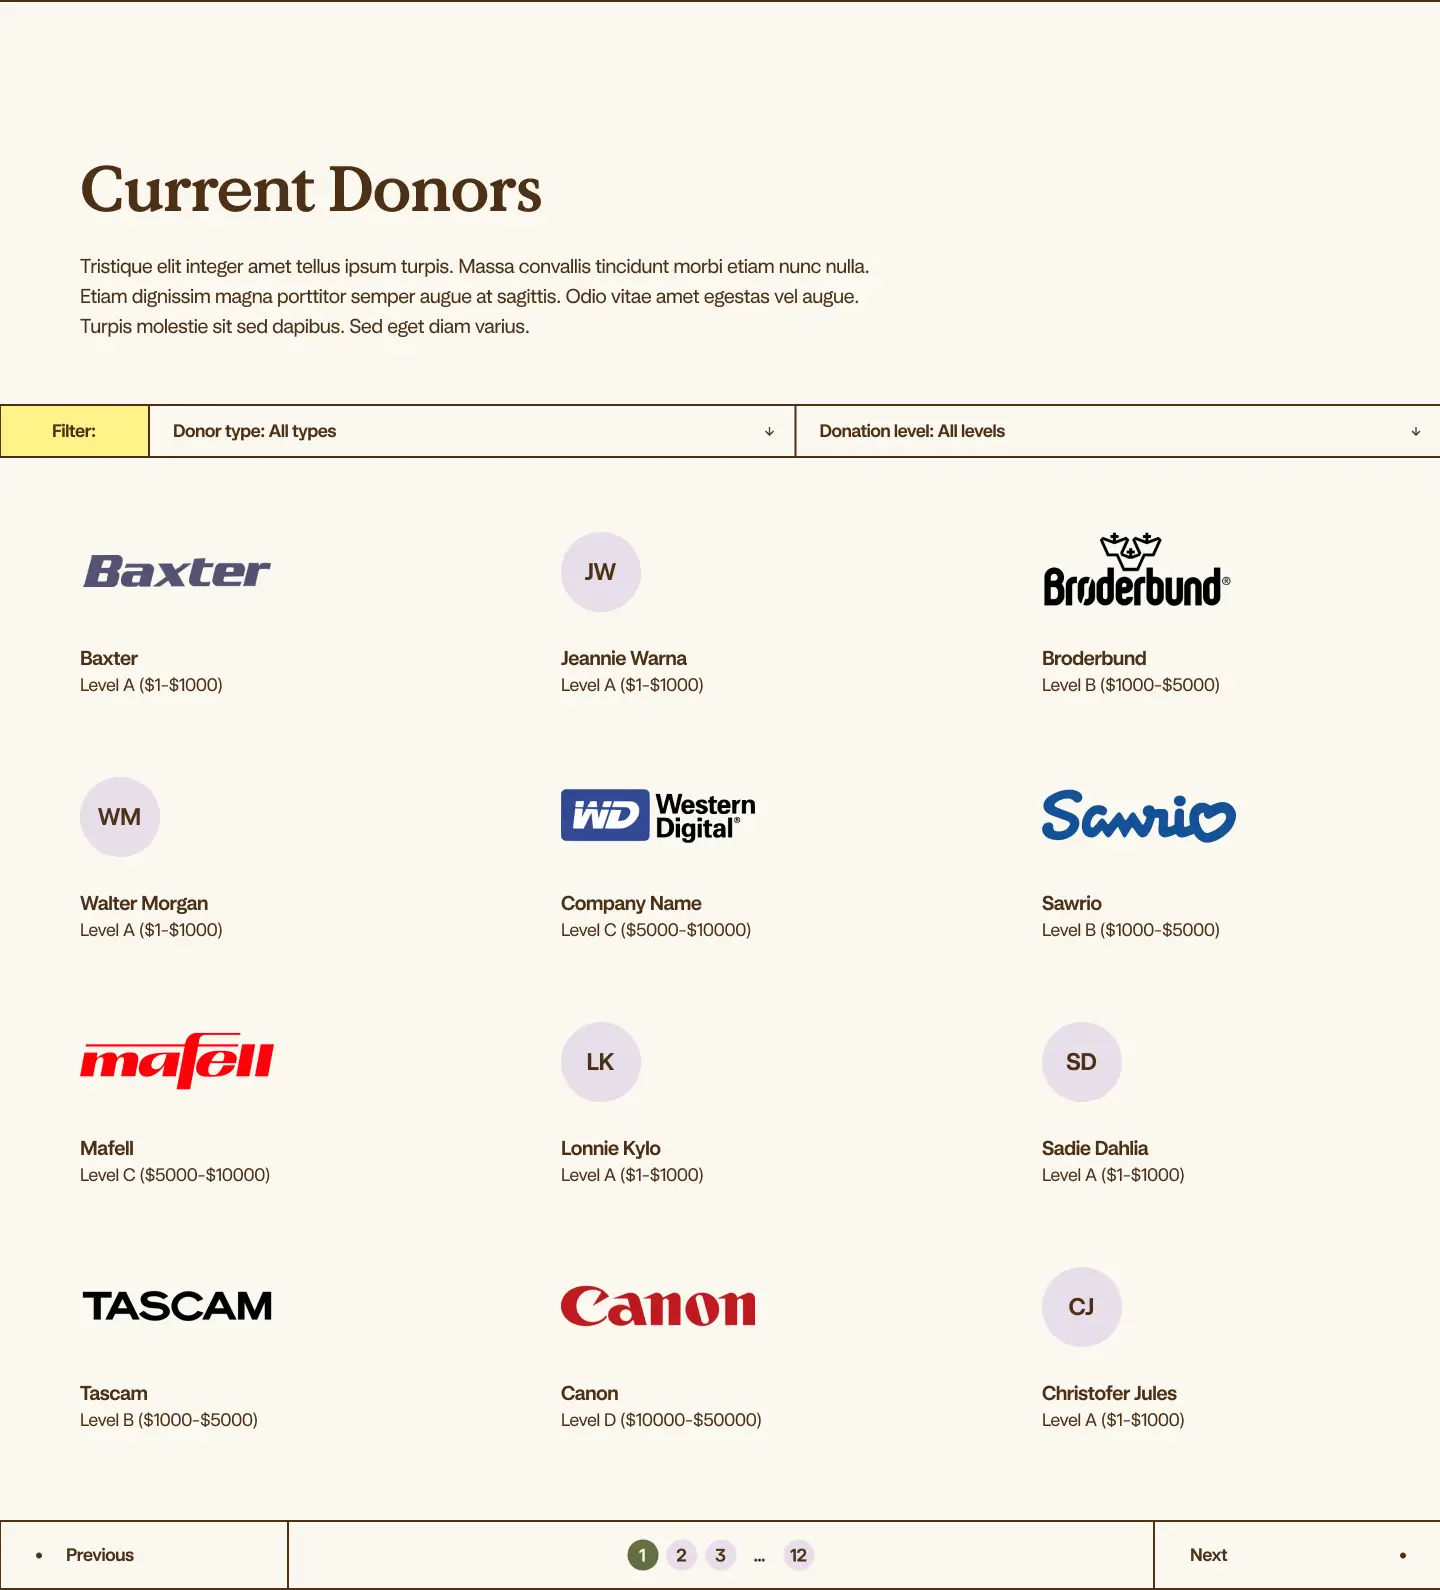 Current Donors
Tristique elit integer amet tellus ipsum turpis. Massa convallis tincidunt morbi etiam nunc nulla.
Etiam dignissim magna porttitor semper augue at sagittis. Odio vitae amet egestas vel augue.
Turpis molestie sit sed dapibus. Sed eget diam varius.
Filter:
Donor type: All types ↓
Donation level: All levels ↓
Baxter
Baxter
Level A ($1-$1000)
JW
Jeannie Warna
Level A ($1-$1000)
Brøderbund®
Broderbund
Level B ($1000-$5000)
WM
Walter Morgan
Level A ($1-$1000)
WD Western
Digital®
Company Name
Level C ($5000-$10000)
Sawrio
Sawrio
Level B ($1000-$5000)
mafell
Mafell
Level C ($5000-$10000)
LK
Lonnie Kylo
Level A ($1-$1000)
SD
Sadie Dahlia
Level A ($1-$1000)
TASCAM
Tascam
Level B ($1000-$5000)
Canon
Canon
Level D ($10000-$50000)
CJ
Christofer Jules
Level A ($1-$1000)
• Previous
1 2 3 ... 12
Next •